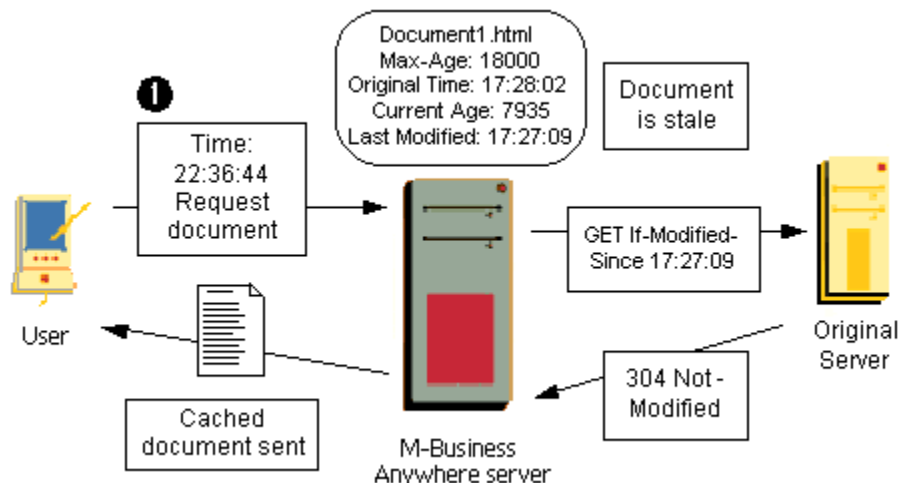 Document1.html
Max-Age: 18000
Original Time: 17:28:02
Current Age: 7935
Last Modified: 17:27:09
Document
is stale
1
Time:
22:36:44
Request
document
GET If-Modified-
Since 17:27:09
User
Original
Server
304 Not -
Modified
Cached
document sent
M-Business
Anywhere server